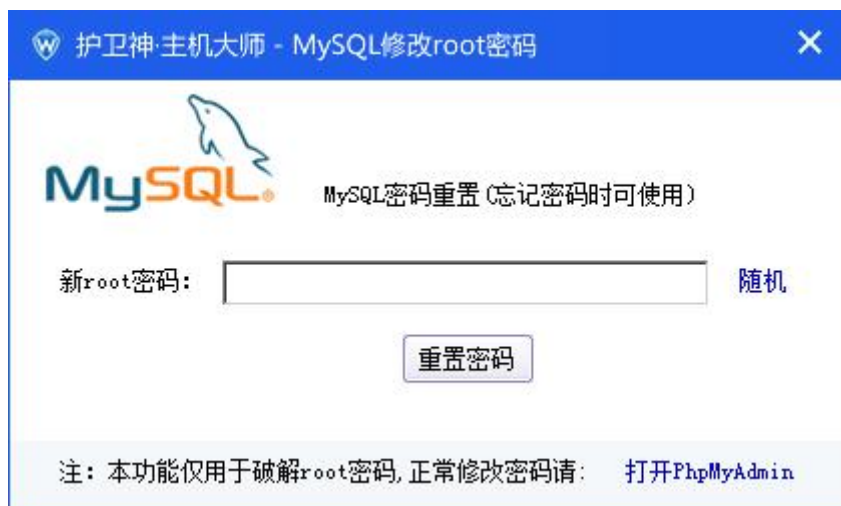 护卫神·主机大师 - MySQL修改root密码
MySQL®
MySQL密码重置(忘记密码时可使用)
新root密码: 随机
重置密码
注: 本功能仅用于破解root密码,正常修改密码请: 打开PhpMyAdmin